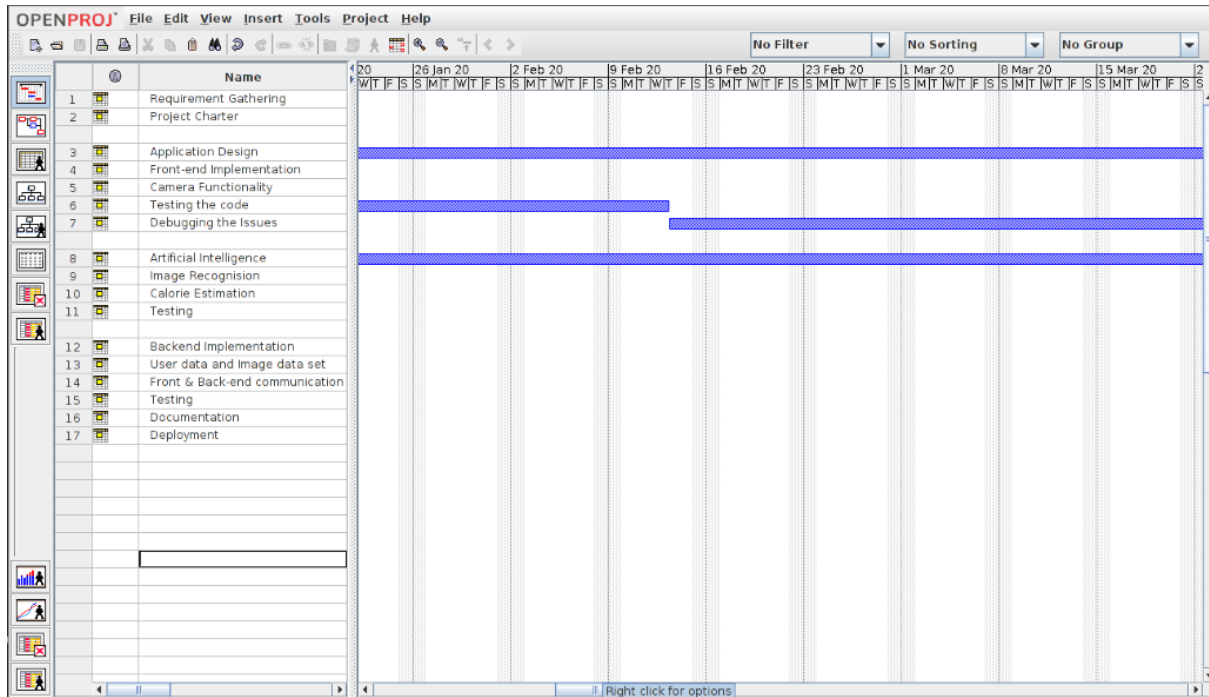 OPENPROJ File Edit View Insert Tools Project Help
No Filter No Sorting No Group
Name
20 26 Jan 20 2 Feb 20 9 Feb 20 16 Feb 20 23 Feb 20 1 Mar 20 8 Mar 20 15 Mar 20 2
W T F S S M T W T F S S M T W T F S S M T W T F S S M T W T F S S M T W T F S S M T W T F S S M T W T F S S M T W T F S S
1 Requirement Gathering
2 Project Charter
3 Application Design
4 Front-end Implementation
5 Camera Functionality
6 Testing the code
7 Debugging the Issues
8 Artificial Intelligence
9 Image Recognision
10 Calorie Estimation
11 Testing
12 Backend Implementation
13 User data and Image data set
14 Front & Back-end communication
15 Testing
16 Documentation
17 Deployment
Right click for options